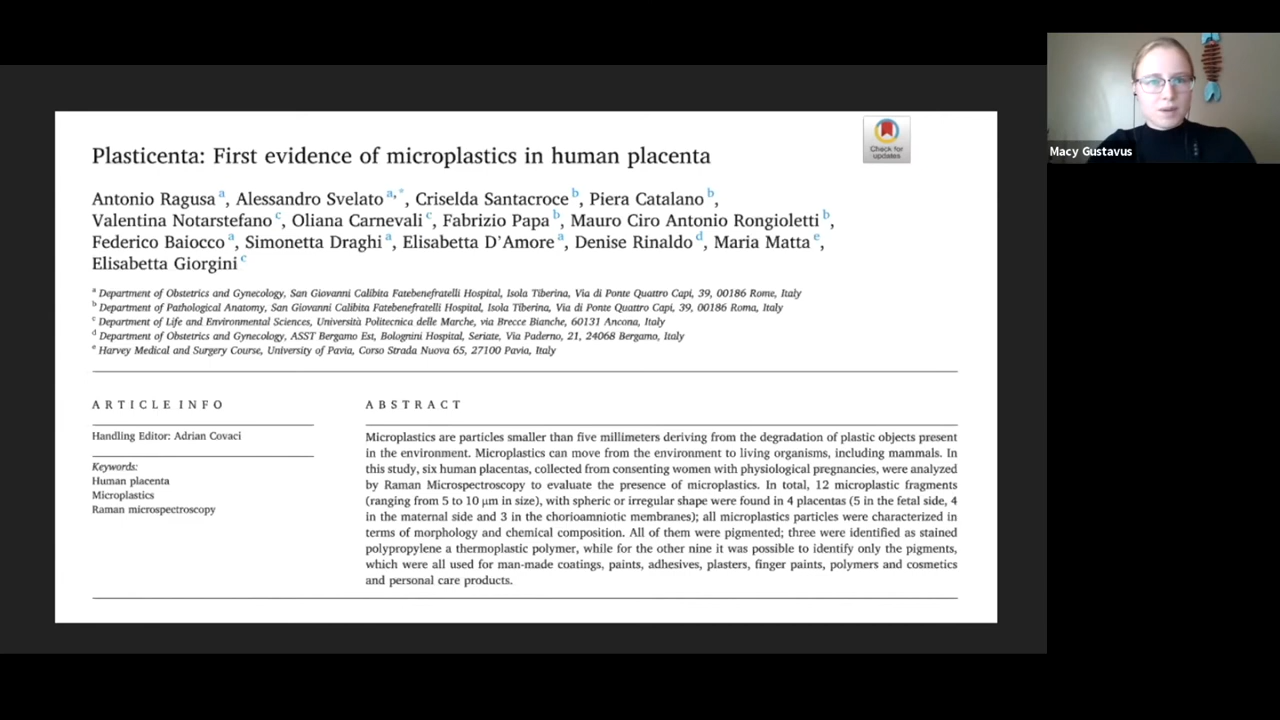 Plasticenta: First evidence of microplastics in human placenta
Check for
updates
Antonio Ragusa a, Alessandro Svelato a,*, Criselda Santacroce b, Piera Catalano b,
Valentina Notarstefano c, Oliana Carnevali c, Fabrizio Papa b, Mauro Ciro Antonio Rongioletti b,
Federico Baiocco a, Simonetta Draghi a, Elisabetta D'Amore a, Denise Rinaldo d, Maria Matta e,
Elisabetta Giorgini c
a Department of Obstetrics and Gynecology, San Giovanni Calibita Fatebenefratelli Hospital, Isola Tiberina, Via di Ponte Quattro Capi, 39, 00186 Rome, Italy
b Department of Pathological Anatomy, San Giovanni Calibita Fatebenefratelli Hospital, Isola Tiberina, Via di Ponte Quattro Capi, 39, 00186 Roma, Italy
c Department of Life and Environmental Sciences, Università Politecnica delle Marche, via Brecce Bianche, 60131 Ancona, Italy
d Department of Obstetrics and Gynecology, ASST Bergamo Est, Bolognini Hospital, Seriate, Via Paderno, 21, 24068 Bergamo, Italy
e Harvey Medical and Surgery Course, University of Pavia, Corso Strada Nuova 65, 27100 Pavia, Italy
ARTICLE INFO
Handling Editor: Adrian Covaci
Keywords:
Human placenta
Microplastics
Raman microspectroscopy
ABSTRACT
Microplastics are particles smaller than five millimeters deriving from the degradation of plastic objects present
in the environment. Microplastics can move from the environment to living organisms, including mammals. In
this study, six human placentas, collected from consenting women with physiological pregnancies, were analyzed
by Raman Microspectroscopy to evaluate the presence of microplastics. In total, 12 microplastic fragments
(ranging from 5 to 10 μm in size), with spheric or irregular shape were found in 4 placentas (5 in the fetal side, 4
in the maternal side and 3 in the chorioamniotic membranes); all microplastics particles were characterized in
terms of morphology and chemical composition. All of them were pigmented; three were identified as stained
polypropylene a thermoplastic polymer, while for the other nine it was possible to identify only the pigments,
which were all used for man-made coatings, paints, adhesives, plasters, finger paints, polymers and cosmetics
and personal care products.
Macy Gustavus